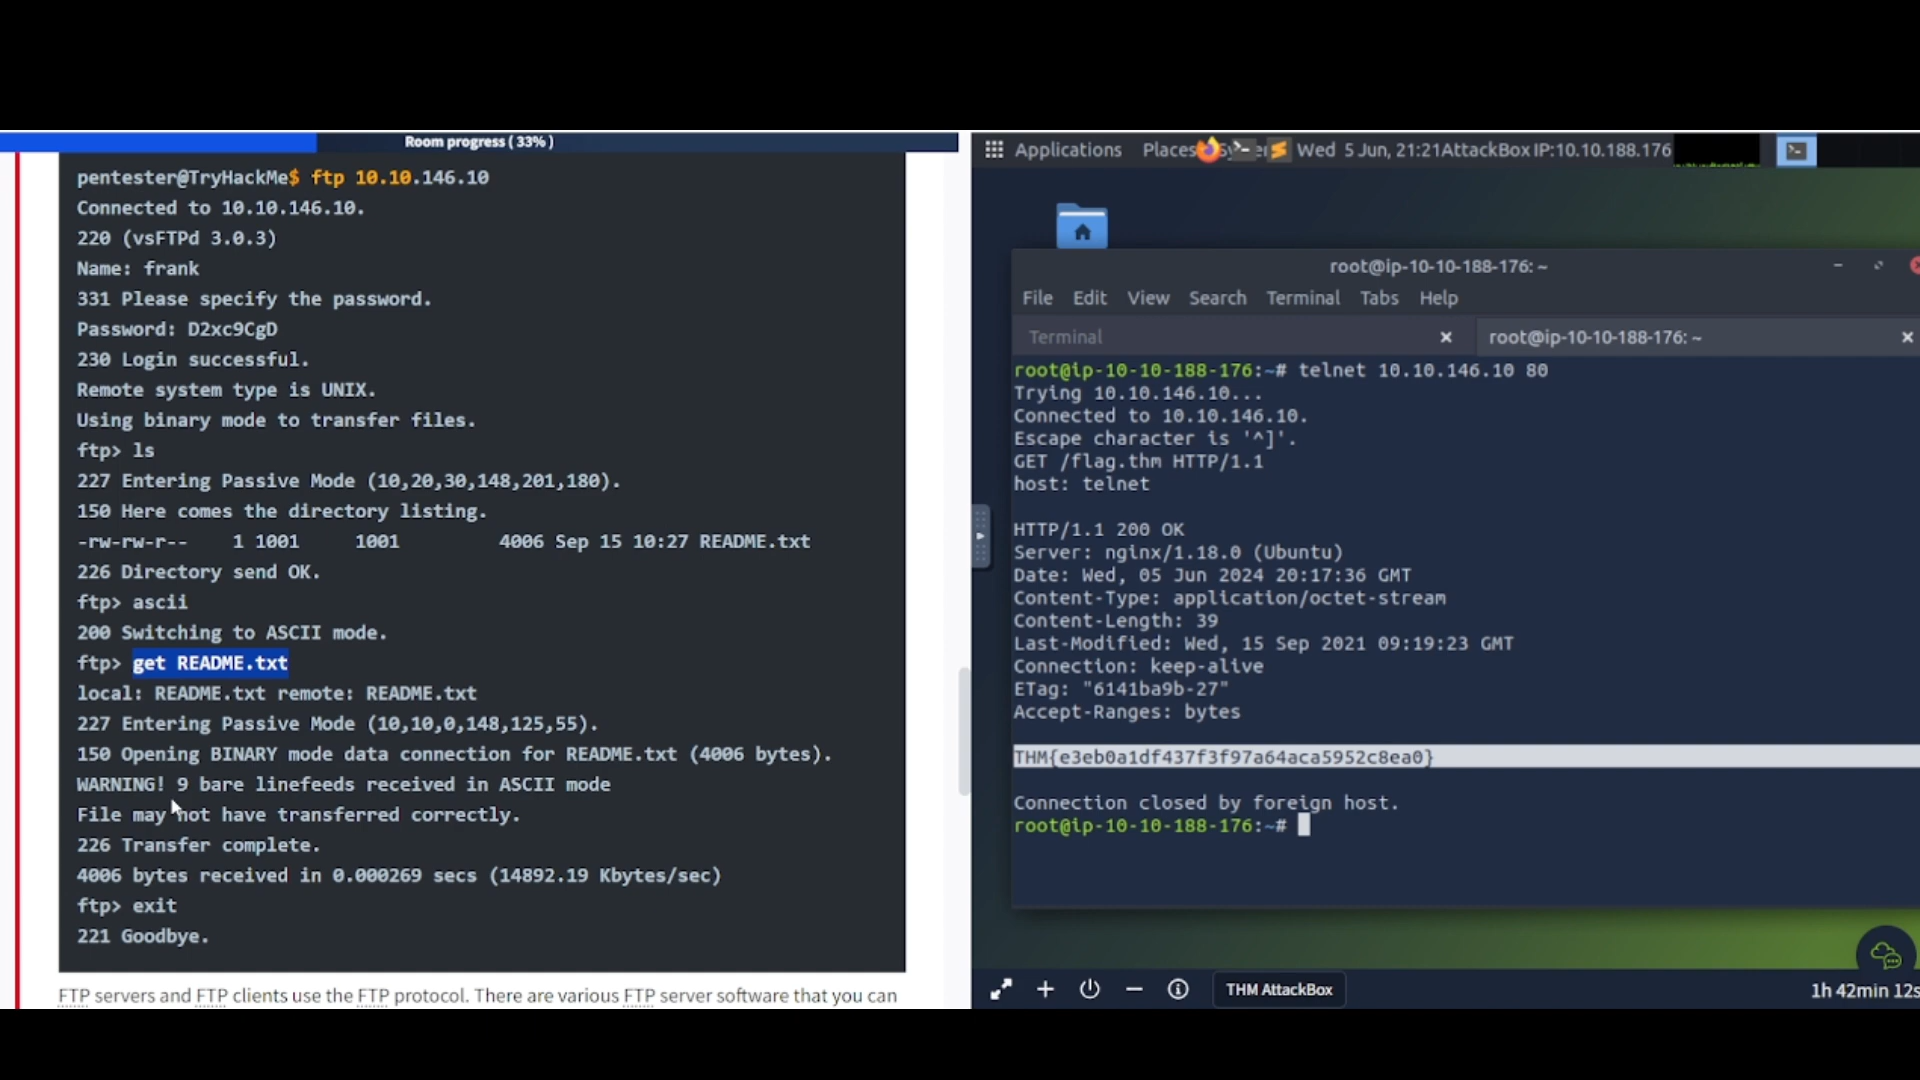 Room progress ( 33% )
pentester@TryHackMe$ ftp 10.10.146.10
Connected to 10.10.146.10.
220 (vsFTPd 3.0.3)
Name: frank
331 Please specify the password.
Password: D2xc9CgD
230 Login successful.
Remote system type is UNIX.
Using binary mode to transfer files.
ftp> ls
227 Entering Passive Mode (10,20,30,148,201,180).
150 Here comes the directory listing.
-rw-rw-r-- 1 1001 1001 4006 Sep 15 10:27 README.txt
226 Directory send OK.
ftp> ascii
200 Switching to ASCII mode.
ftp> get README.txt
local: README.txt remote: README.txt
227 Entering Passive Mode (10,10,0,148,125,55).
150 Opening BINARY mode data connection for README.txt (4006 bytes).
WARNING! 9 bare linefeeds received in ASCII mode
File may not have transferred correctly.
226 Transfer complete.
4006 bytes received in 0.000269 secs (14892.19 Kbytes/sec)
ftp> exit
221 Goodbye.
FTP servers and FTP clients use the FTP protocol. There are various FTP server software that you can
Applications Places Wed 5 Jun, 21:21 AttackBox IP:10.10.188.176
root@ip-10-10-188-176: ~
File Edit View Search Terminal Tabs Help
Terminal root@ip-10-10-188-176: ~
root@ip-10-10-188-176:~# telnet 10.10.146.10 80
Trying 10.10.146.10...
Connected to 10.10.146.10.
Escape character is '^]'.
GET /flag.thm HTTP/1.1
host: telnet
HTTP/1.1 200 OK
Server: nginx/1.18.0 (Ubuntu)
Date: Wed, 05 Jun 2024 20:17:36 GMT
Content-Type: application/octet-stream
Content-Length: 39
Last-Modified: Wed, 15 Sep 2021 09:19:23 GMT
Connection: keep-alive
ETag: "6141ba9b-27"
Accept-Ranges: bytes
THM{e3eb0a1df437f3f97a64aca5952c8ea0}
Connection closed by foreign host.
root@ip-10-10-188-176:~#
THM AttackBox
1h 42min 12s